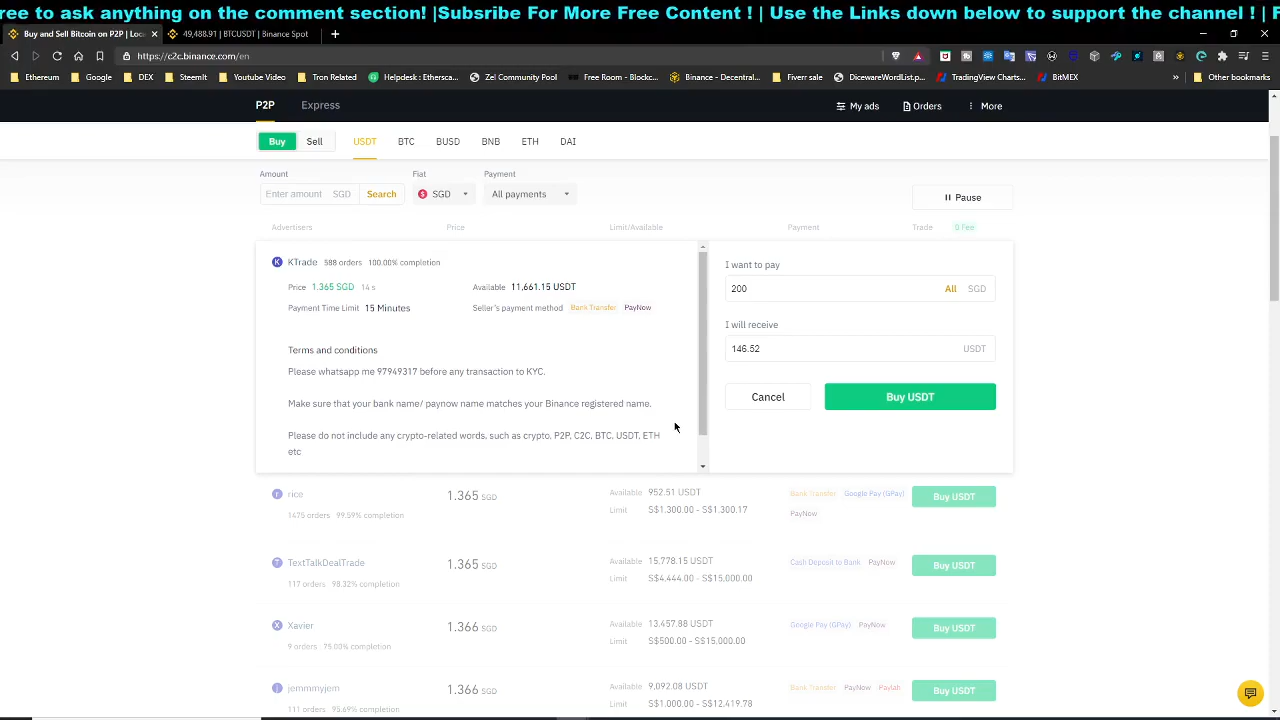 ree to ask anything on the comment section! |Subsribe For More Free Content ! | Use the Links down below to support the channel ! | F
Buy and Sell Bitcoin on P2P | Loca
49,488.91 | BTCUSDT | Binance Spot
https://c2c.binance.com/en
Ethereum Google DEX Steemit Udacity Tron Related Helpdesk : Ethersca... Zel Community Pool Free Room - Blockc... Binance - Decentral... Fiver sale DicewareWordList.p... TradingView Charts... BitMEX » Other bookmarks
P2P Express My ads Orders More
Buy Sell USDT BTC BUSD BNB ETH DAI
Amount Fiat Payment
Enter amount SGD Search SGD All payments Pause
Advertisers Price Limit/Available Payment Trade 0 Fee
K KTrade 588 orders 100.00% completion
Price 1.365 SGD 14 s Available 11,661.15 USDT
Payment Time Limit 15 Minutes Seller's payment method Bank Transfer PayNow
Terms and conditions
Please whatsapp me 97949317 before any transaction to KYC.
Make sure that your bank name/ paynow name matches your Binance registered name.
Please do not include any crypto-related words, such as crypto, P2P, C2C, BTC, USDT, ETH
etc
I want to pay
200 All SGD
I will receive
146.52 USDT
Cancel Buy USDT
r rice 1.365 SGD Available 952.51 USDT Bank Transfer Google Pay (GPay) Buy USDT
1475 orders 99.59% completion Limit S$1,300.00 - S$1,300.17 PayNow
T TextTalkDealTrade 1.365 SGD Available 15,778.15 USDT Cash Deposit to Bank PayNow Buy USDT
117 orders 98.32% completion Limit S$4,444.00 - S$15,000.00
X Xavier 1.366 SGD Available 13,457.88 USDT Google Pay (GPay) PayNow Buy USDT
9 orders 75.03% completion Limit S$500.00 - S$15,000.00
j jemmmyjem 1.366 SGD Available 9,092.08 USDT Bank Transfer PayNow Paylah Buy USDT
111 orders 95.69% completion Limit S$1,000.00 - S$12,419.78